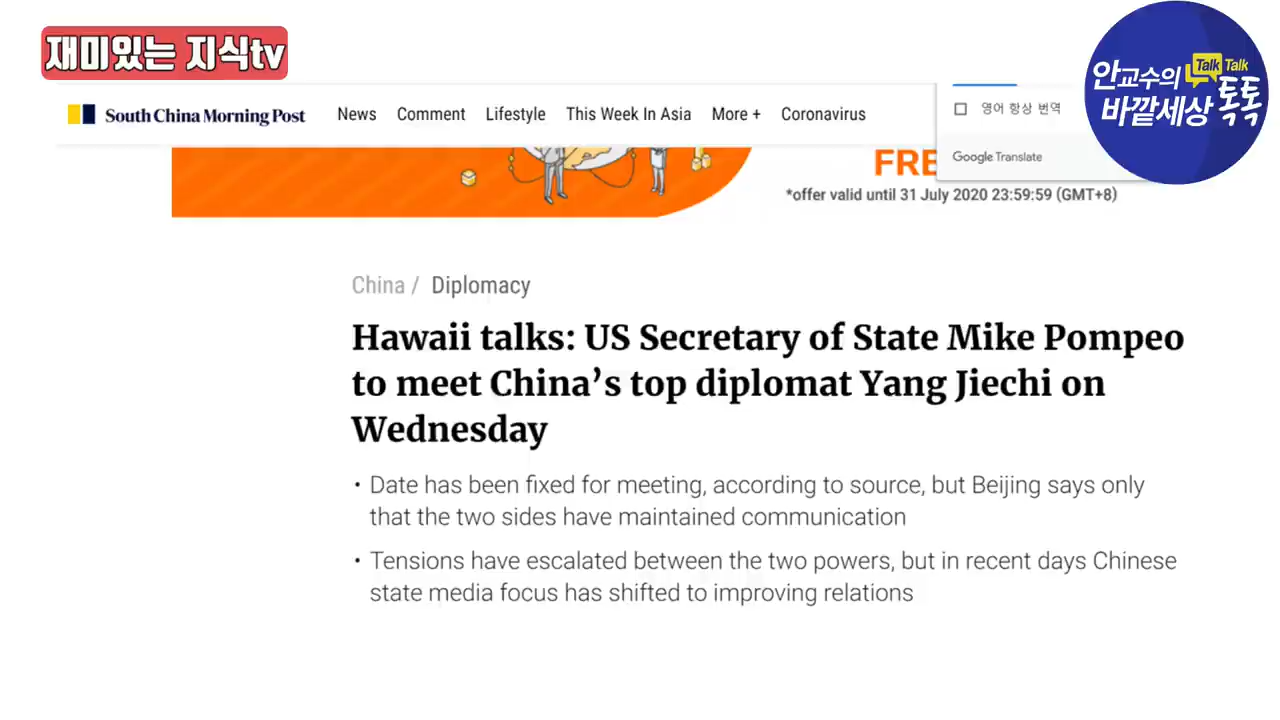 재미있는 지식tv
안교수의
Talk Talk
톡톡
바깥세상
South China Morning Post
News Comment Lifestyle This Week In Asia More + Coronavirus
영어 항상 번역
Google Translate
*offer valid until 31 July 2020 23:59:59 (GMT+8)
China / Diplomacy
Hawaii talks: US Secretary of State Mike Pompeo
to meet China’s top diplomat Yang Jiechi on
Wednesday
• Date has been fixed for meeting, according to source, but Beijing says only
that the two sides have maintained communication
• Tensions have escalated between the two powers, but in recent days Chinese
state media focus has shifted to improving relations